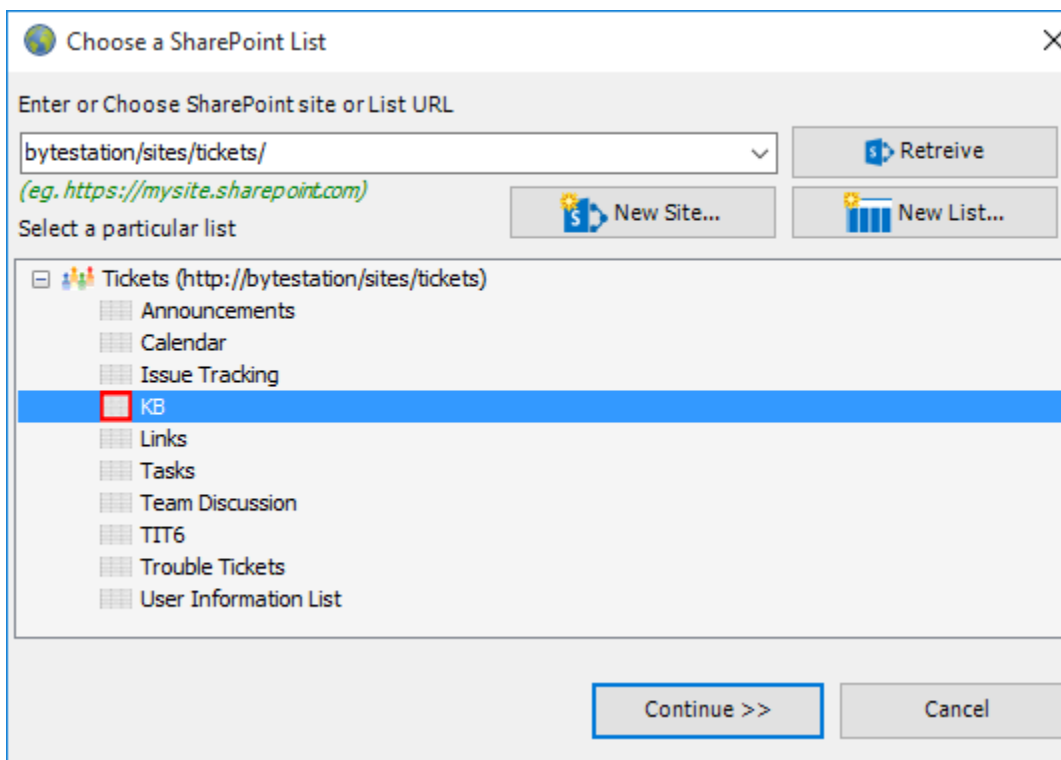 Choose a SharePoint List
Enter or Choose SharePoint site or List URL
bytestation/sites/tickets/
Retreive
(eg. https://mysite.sharepoint.com)
New Site...
New List...
Select a particular list
Tickets (http://bytestation/sites/tickets)
Announcements
Calendar
Issue Tracking
KB
Links
Tasks
Team Discussion
TIT6
Trouble Tickets
User Information List
Continue >>
Cancel